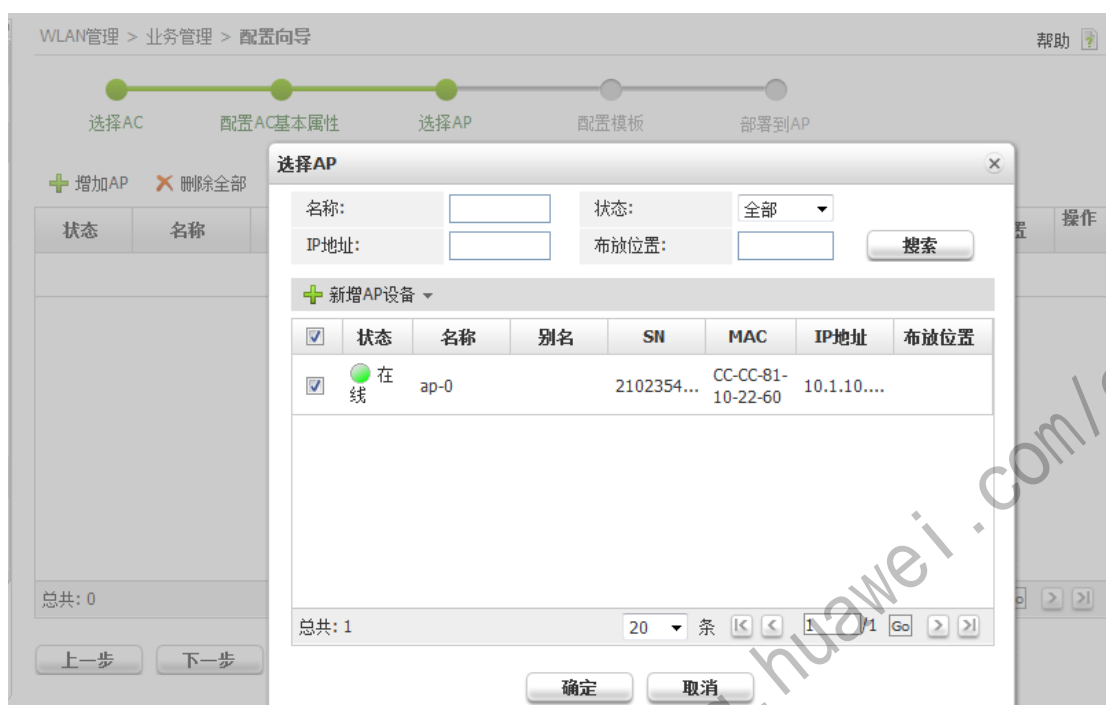 WLAN管理 > 业务管理 > 配置向导
帮助
选择AC 配置AC基本属性 选择AP 配置模板 部署到AP
增加AP 删除全部
状态 名称 置 操作
总共: 0
上一步 下一步
选择AP
名称: 状态: 全部
IP地址: 布放位置: 搜索
新增AP设备
状态 名称 别名 SN MAC IP地址 布放位置
在线 ap-0 2102354... CC-CC-81-10-22-60 10.1.10....
总共: 1 20 条 1 /1 Go
确定 取消
.huawei.com/